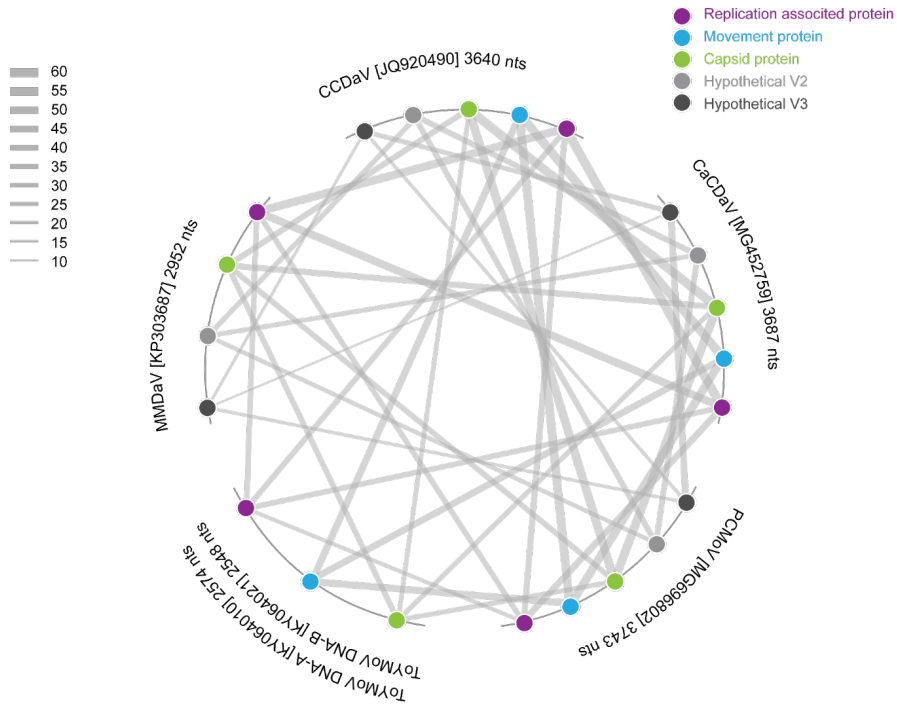 Replication associted protein
Movement protein
Capsid protein
Hypothetical V2
Hypothetical V3
60
55
50
45
40
35
30
25
20
15
10
CCDaV [JQ920490] 3640 nts
CaCDaV [MG452759] 3687 nts
MMDaV [KP303687] 2952 nts
PCMoV [MG696802] 3743 nts
ToYMoV DNA-B [KY064021] 2548 nts
ToYMoV DNA-A [KY064010] 2574 nts